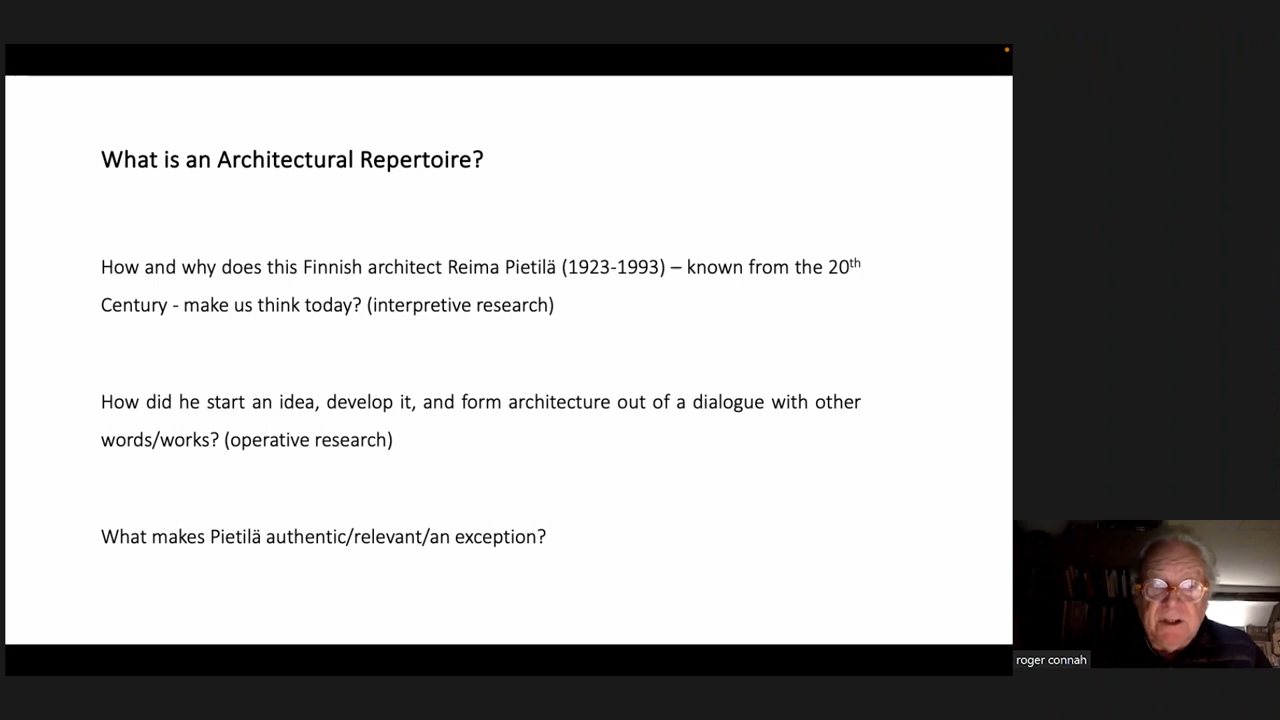 What is an Architectural Repertoire?
How and why does this Finnish architect Reima Pietilä (1923-1993) – known from the 20th
Century - make us think today? (interpretive research)
How did he start an idea, develop it, and form architecture out of a dialogue with other
words/works? (operative research)
What makes Pietilä authentic/relevant/an exception?
roger connah